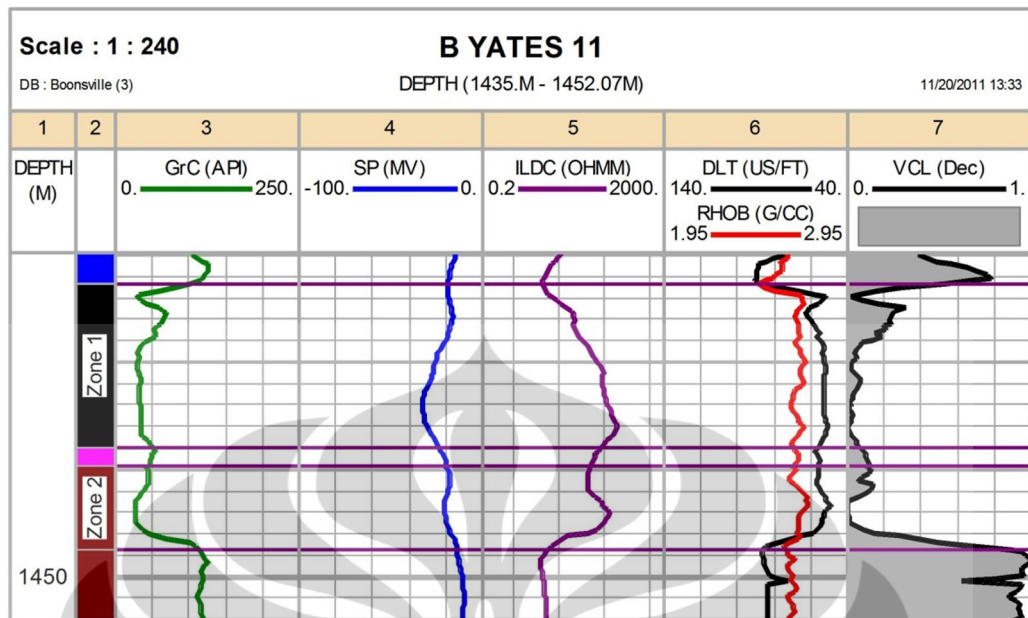 Scale : 1 : 240
B YATES 11
DB : Boonsville (3)
DEPTH (1435.M - 1452.07M)
11/20/2011 13:33
1 2 3 4 5 6 7
DEPTH (M)
GrC (API)
0. 250.
SP (MV)
-100. 0.
ILDC (OHMM)
0.2 2000.
DLT (US/FT)
140. 40.
RHOB (G/CC)
1.95 2.95
VCL (Dec)
0. 1.
Zone 1
Zone 2
1450